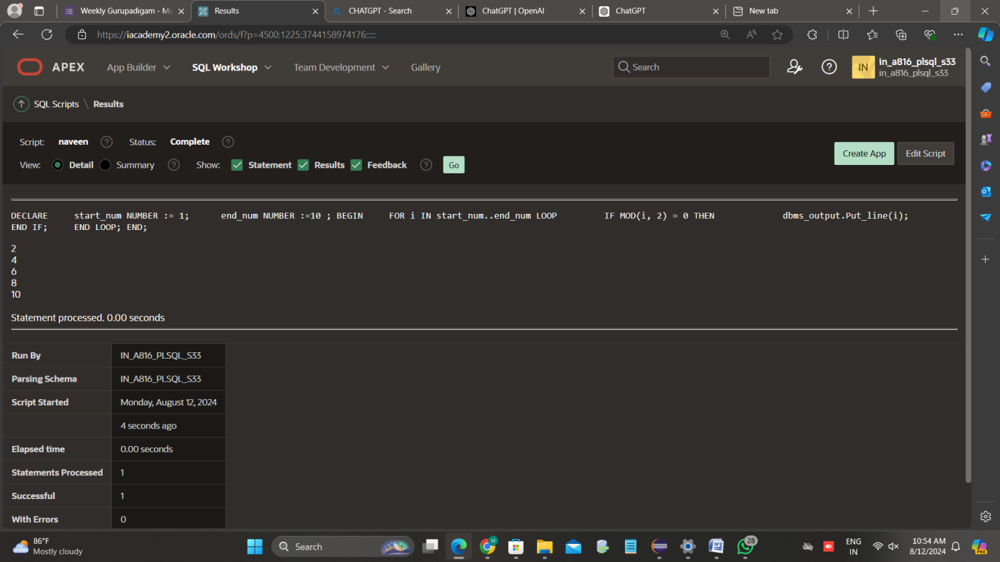 Weekly Gurupadigam - Me
Results
CHATGPT - Search
ChatGPT | OpenAI
ChatGPT
New tab
https://iacademy2.oracle.com/ords/f?p=4500:1225:3744158974176:::::
APEX
App Builder
SQL Workshop
Team Development
Gallery
Search
IN
in_a816_plsql_s33
in_a816_plsql_s33
SQL Scripts \ Results
Script: naveen ? Status: Complete ?
View: Detail Summary ? Show: Statement Results Feedback ? Go
Create App
Edit Script
DECLARE     start_num NUMBER := 1;      end_num NUMBER :=10 ; BEGIN     FOR i IN start_num..end_num LOOP         IF MOD(i, 2) = 0 THEN             dbms_output.Put_line(i);
END IF;     END LOOP; END;
2
4
6
8
10
Statement processed. 0.00 seconds
Run By IN_A816_PLSQL_S33
Parsing Schema IN_A816_PLSQL_S33
Script Started Monday, August 12, 2024
4 seconds ago
Elapsed time 0.00 seconds
Statements Processed 1
Successful 1
With Errors 0
86°F
Mostly cloudy
Search
H
28
ENG
IN
10:54 AM
8/12/2024
PRE